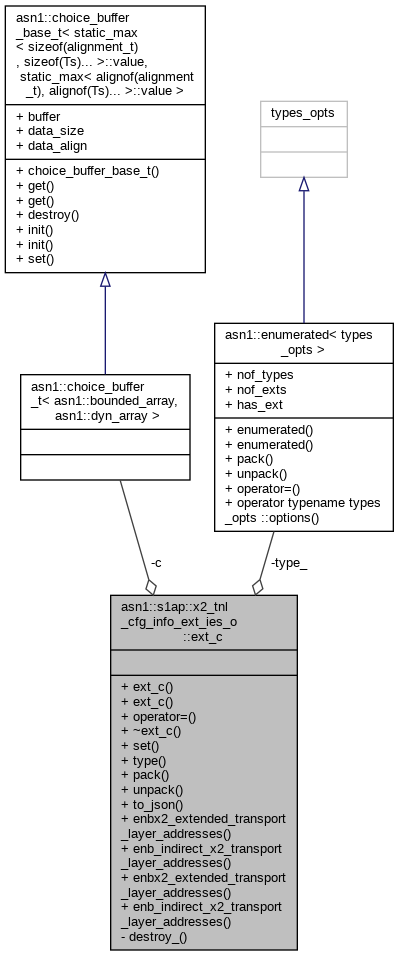 asn1::choice_buffer
_base_t< static_max
< sizeof(alignment_t)
, sizeof(Ts)... >::value,
static_max< alignof(alignment
_t), alignof(Ts)... >::value >
+ buffer
+ data_size
+ data_align
+ choice_buffer_base_t()
+ get()
+ get()
+ destroy()
+ init()
+ init()
+ set()
types_opts
asn1::enumerated< types
_opts >
+ nof_types
+ nof_exts
+ has_ext
+ enumerated()
+ enumerated()
+ pack()
+ unpack()
+ operator=()
+ operator typename types
_opts ::options()
asn1::choice_buffer
_t< asn1::bounded_array,
asn1::dyn_array >
-c
-type_
asn1::s1ap::x2_tnl
_cfg_info_ext_ies_o
::ext_c
+ ext_c()
+ ext_c()
+ operator=()
+ ~ext_c()
+ set()
+ type()
+ pack()
+ unpack()
+ to_json()
+ enbx2_extended_transport
_layer_addresses()
+ enb_indirect_x2_transport
_layer_addresses()
+ enbx2_extended_transport
_layer_addresses()
+ enb_indirect_x2_transport
_layer_addresses()
- destroy_()